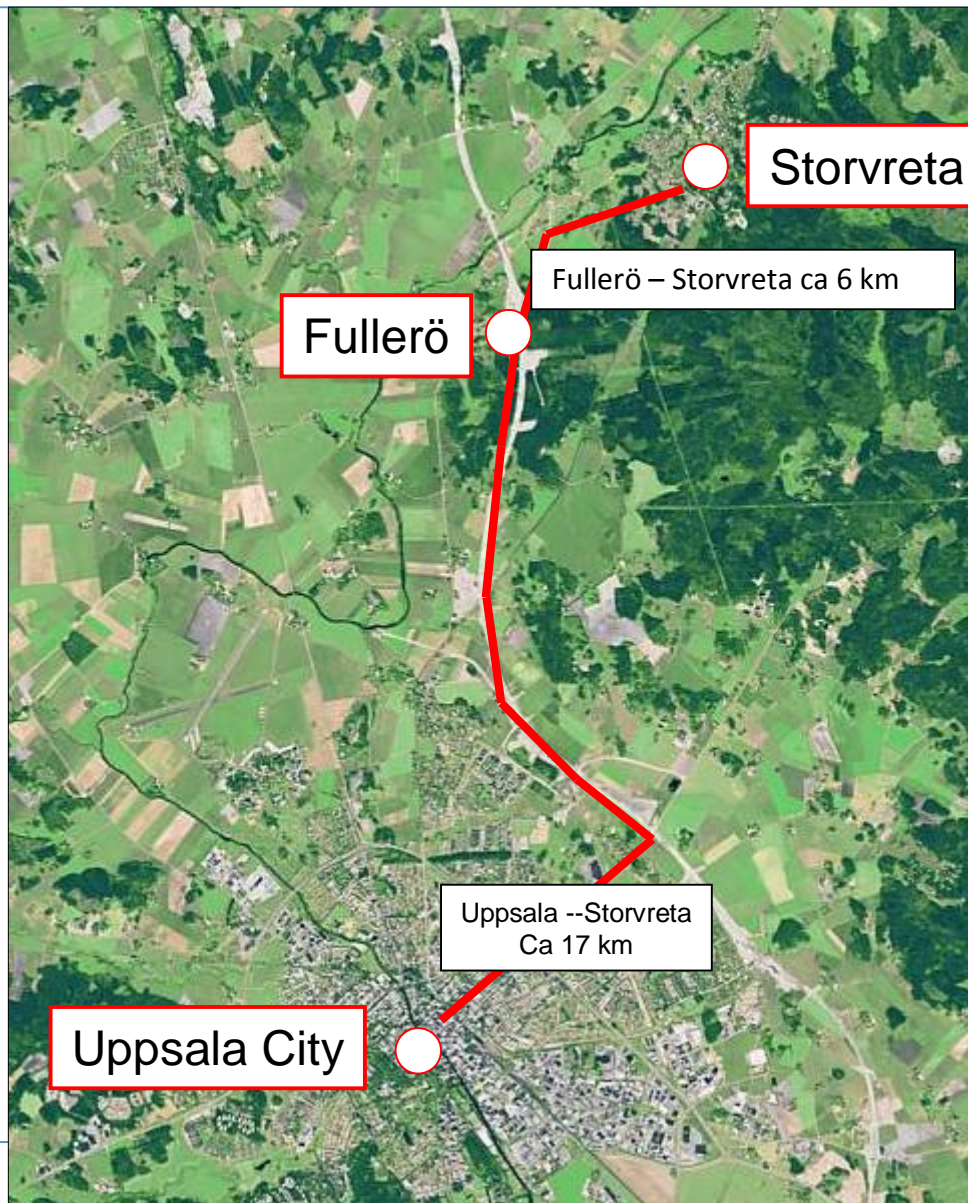 Storvreta
Fullerö – Storvreta ca 6 km
Fullerö
Uppsala --Storvreta
Ca 17 km
Uppsala City